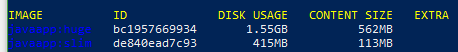 IMAGE ID DISK USAGE CONTENT SIZE EXTRA
bc1957669934 1.55GB 562MB
de840ead7c93 415MB 113MB